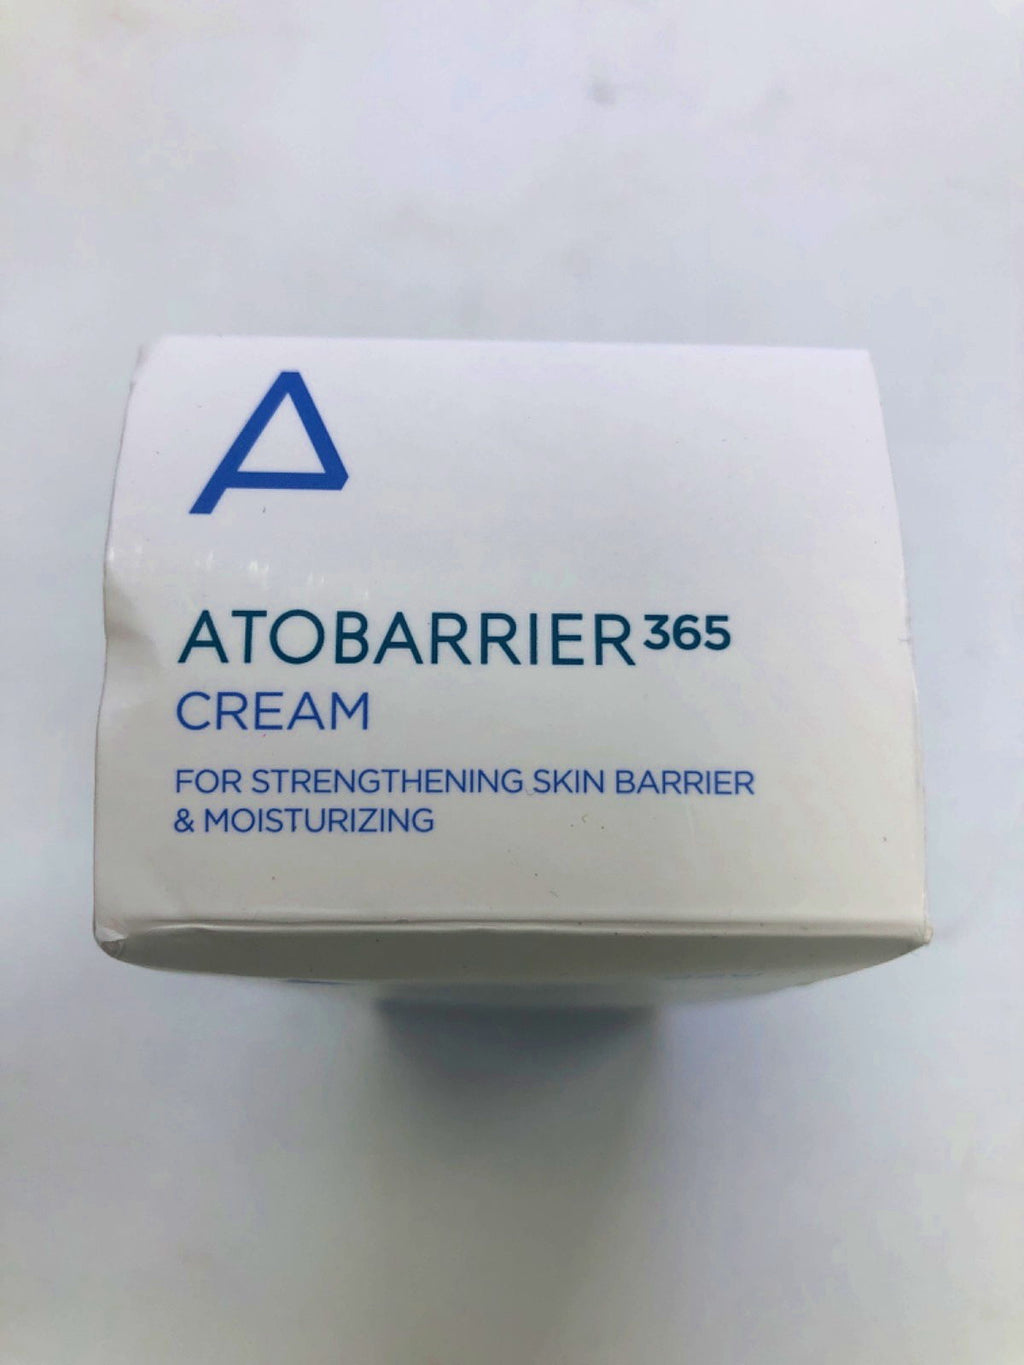 ATOBARRIER365
CREAM
FOR STRENGTHENING SKIN BARRIER
& MOISTURIZING